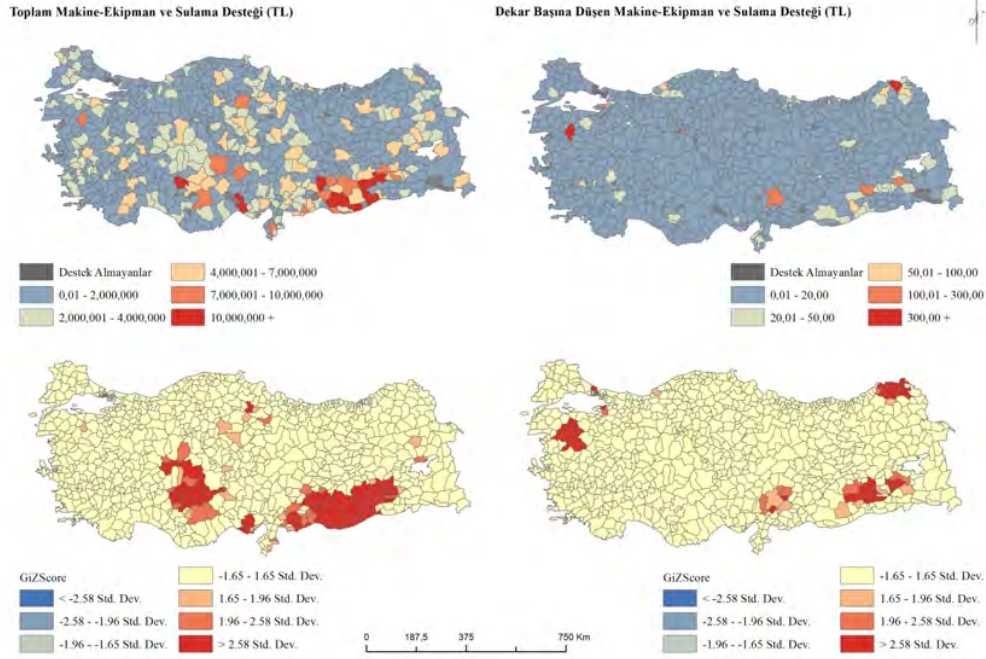 Toplam Makine-Ekipman ve Sulama Desteği (TL)
Dekar Başına Düşen Makine-Ekipman ve Sulama Desteği (TL)
Destek Almayanlar
0,01 - 2,000,000
2,000,001 - 4,000,000
4,000,001 - 7,000,000
7,000,001 - 10,000,000
10,000,000 +
Destek Almayanlar
0,01 - 20,00
20,01 - 50,00
50,01 - 100,00
100,01 - 300,00
300,00 +
GiZScore
< -2.58 Std. Dev.
-2.58 - -1.96 Std. Dev.
-1.96 - -1.65 Std. Dev.
-1.65 - 1.65 Std. Dev.
1.65 - 1.96 Std. Dev.
1.96 - 2.58 Std. Dev.
> 2.58 Std. Dev.
0 187,5 375 750 Km
GiZScore
< -2.58 Std. Dev.
-2.58 - -1.96 Std. Dev.
-1.96 - -1.65 Std. Dev.
-1.65 - 1.65 Std. Dev.
1.65 - 1.96 Std. Dev.
1.96 - 2.58 Std. Dev.
> 2.58 Std. Dev.